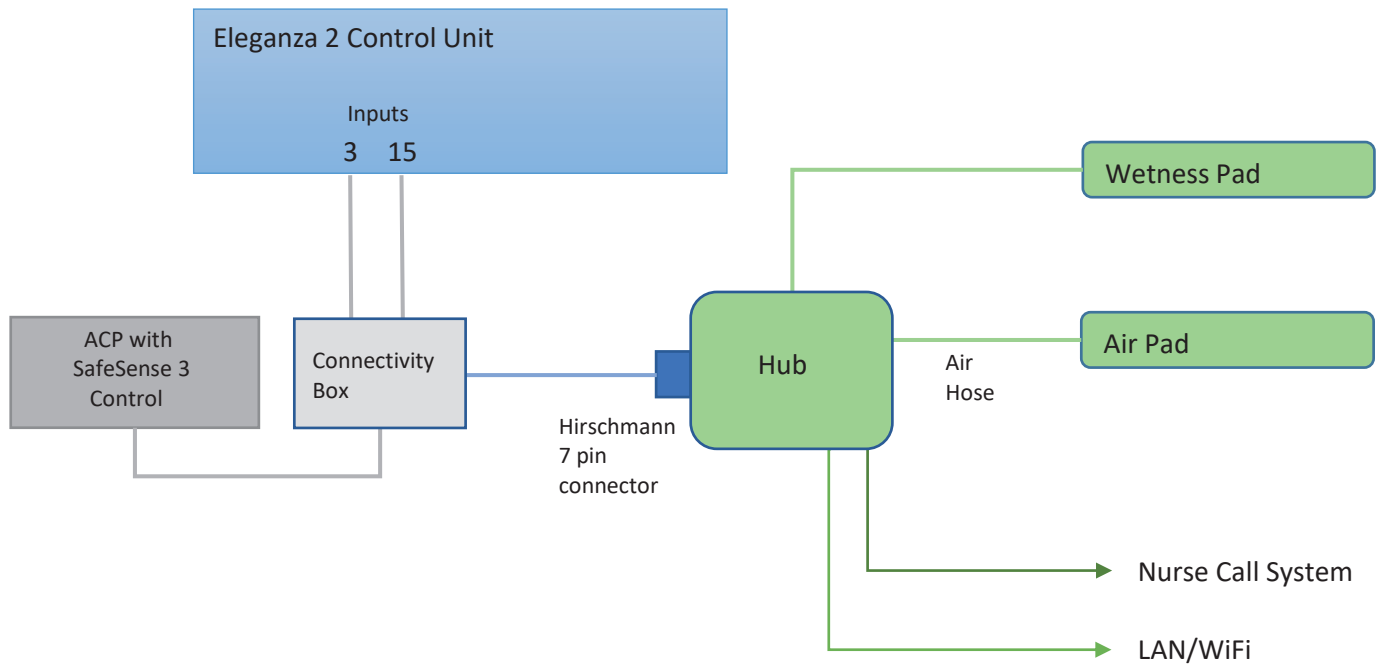 Eleganza 2 Control Unit
Inputs
3 15
Wetness Pad
ACP with
SafeSense 3
Control
Connectivity
Box
Hub
Air
Hose
Air Pad
Hirschmann
7 pin
connector
Nurse Call System
LAN/WiFi